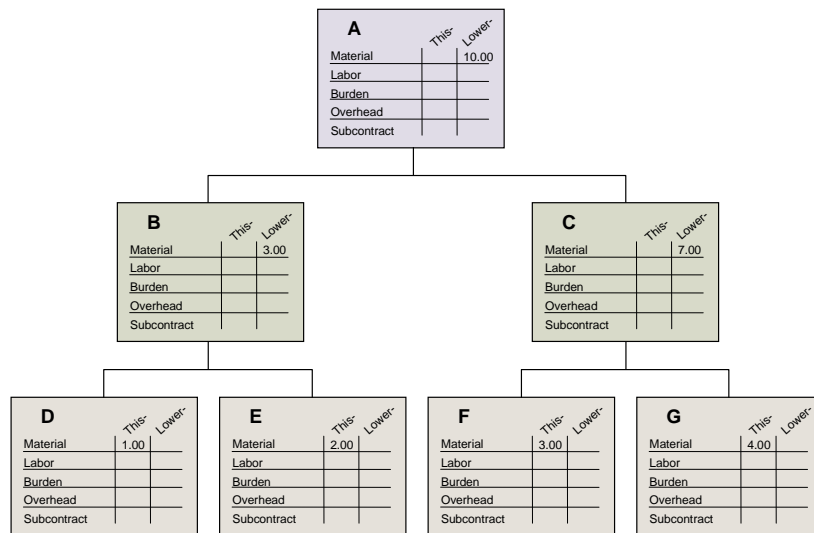 A
This- Lower-
Material 10.00
Labor
Burden
Overhead
Subcontract
B
This- Lower-
Material 3.00
Labor
Burden
Overhead
Subcontract
C
This- Lower-
Material 7.00
Labor
Burden
Overhead
Subcontract
D
This- Lower-
Material 1.00
Labor
Burden
Overhead
Subcontract
E
This- Lower-
Material 2.00
Labor
Burden
Overhead
Subcontract
F
This- Lower-
Material 3.00
Labor
Burden
Overhead
Subcontract
G
This- Lower-
Material 4.00
Labor
Burden
Overhead
Subcontract